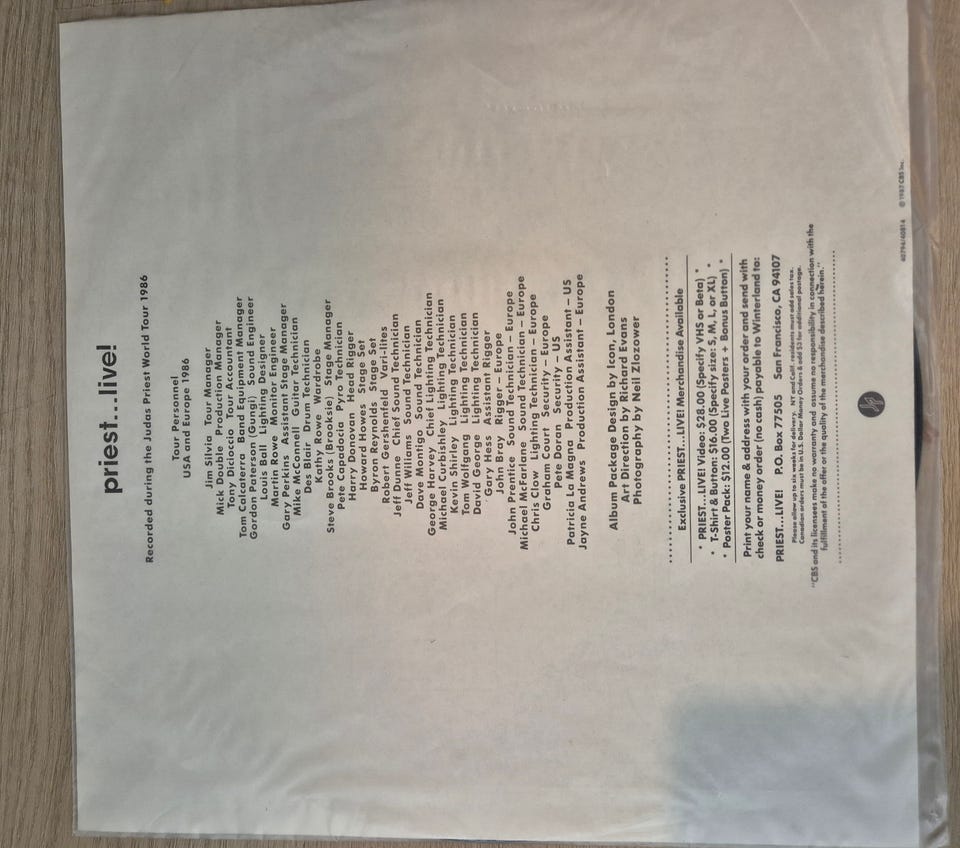 priest...live!
Recorded during the Judas Priest World Tour 1986
Tour Personnel
USA and Europe 1986
Jim Silvia Tour Manager
Mick Double Production Manager
Tony Dicioccio Tour Accountant
Tom Calcaterra Band Equipment Manager
Gordon Paterson (Gungi) Sound Engineer
Louis Ball Lighting Designer
Martin Rowe Monitor Engineer
Gary Perkins Assistant Stage Manager
Mike McConnell Guitar Technician
Des Blair Drum Technician
Kathy Rowe Wardrobe
Steve Brooks (Brooksie) Stage Manager
Pete Capadocia Pyro Technician
Harry Donovan Head Rigger
Howard Howes Stage Set
Byron Reynolds Stage Set
Robert Gershenfeld Vari-lites
Jeff Dunne Chief Sound Technician
Jeff Williams Sound Technician
Dave Montigo Sound Technician
George Harvey Chief Lighting Technician
Michael Curbishley Lighting Technician
Kevin Shirley Lighting Technician
Tom Wolfgang Lighting Technician
David George Lighting Technician
Gary Hess Assistant Rigger
John Bray Rigger – Europe
John Prentice Sound Technician – Europe
Michael McFarlane Sound Technician – Europe
Chris Clow Lighting Technician – Europe
Graham Court Security – Europe
Pete Doran Security – US
Patricia La Magna Production Assistant – US
Jayne Andrews Production Assistant – Europe
Album Package Design by Icon, London
Art Direction by Richard Evans
Photography by Neil Zlozower
Exclusive PRIEST...LIVE! Merchandise Available
* PRIEST...LIVE! Video: $28.00 (Specify VHS or Beta) *
* T-Shirt & Button: $16.00 (Specify size: S, M, L, or XL) *
* Poster Pack: $12.00 (Two Live Posters + Bonus Button) *
Print your name & address with your order and send with
check or money order (no cash) payable to Winterland to:
PRIEST...LIVE! P.O. Box 77505 San Francisco, CA 94107
Please allow up to six weeks for delivery. NY and Calif. residents must add sales tax.
Canadian orders must be in U.S. Dollar Money Orders & add $3 for additional postage.
"CBS and its licensees make no warranty and assume no responsibility in connection with the
fulfillment of the offer or the quality of the merchandise described herein."
40794/40814 © 1987 CBS Inc.